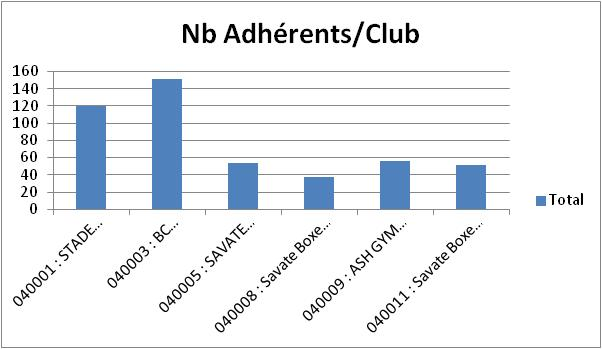 Nb Adhérents/Club
160
140
120
100
80
60
40
20
0
040001 : STADE...
040003 : BC...
040005 : SAVATE...
040008 : Savate Boxe...
040009 : ASH GYM...
040011 : Savate Boxe...
Total